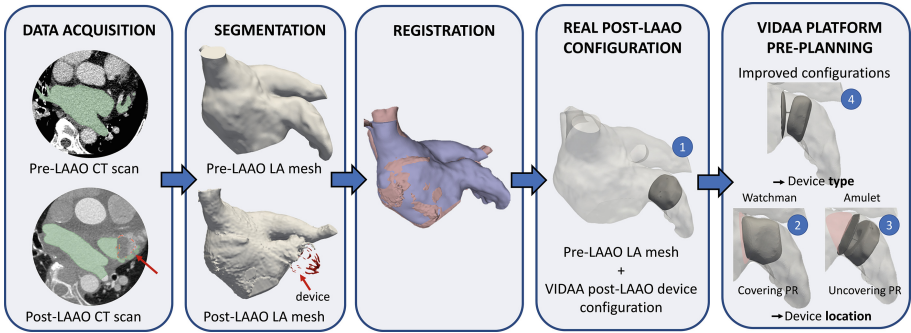 DATA ACQUISITION
Pre-LAAO CT scan
Post-LAAO CT scan
SEGMENTATION
Pre-LAAO LA mesh
device
Post-LAAO LA mesh
REGISTRATION
REAL POST-LAAO
CONFIGURATION
1
Pre-LAAO LA mesh
+
VIDAA post-LAAO device
configuration
VIDAA PLATFORM
PRE-PLANNING
Improved configurations
4
→ Device type
Watchman Amulet
2 3
Covering PR Uncovering PR
→ Device location